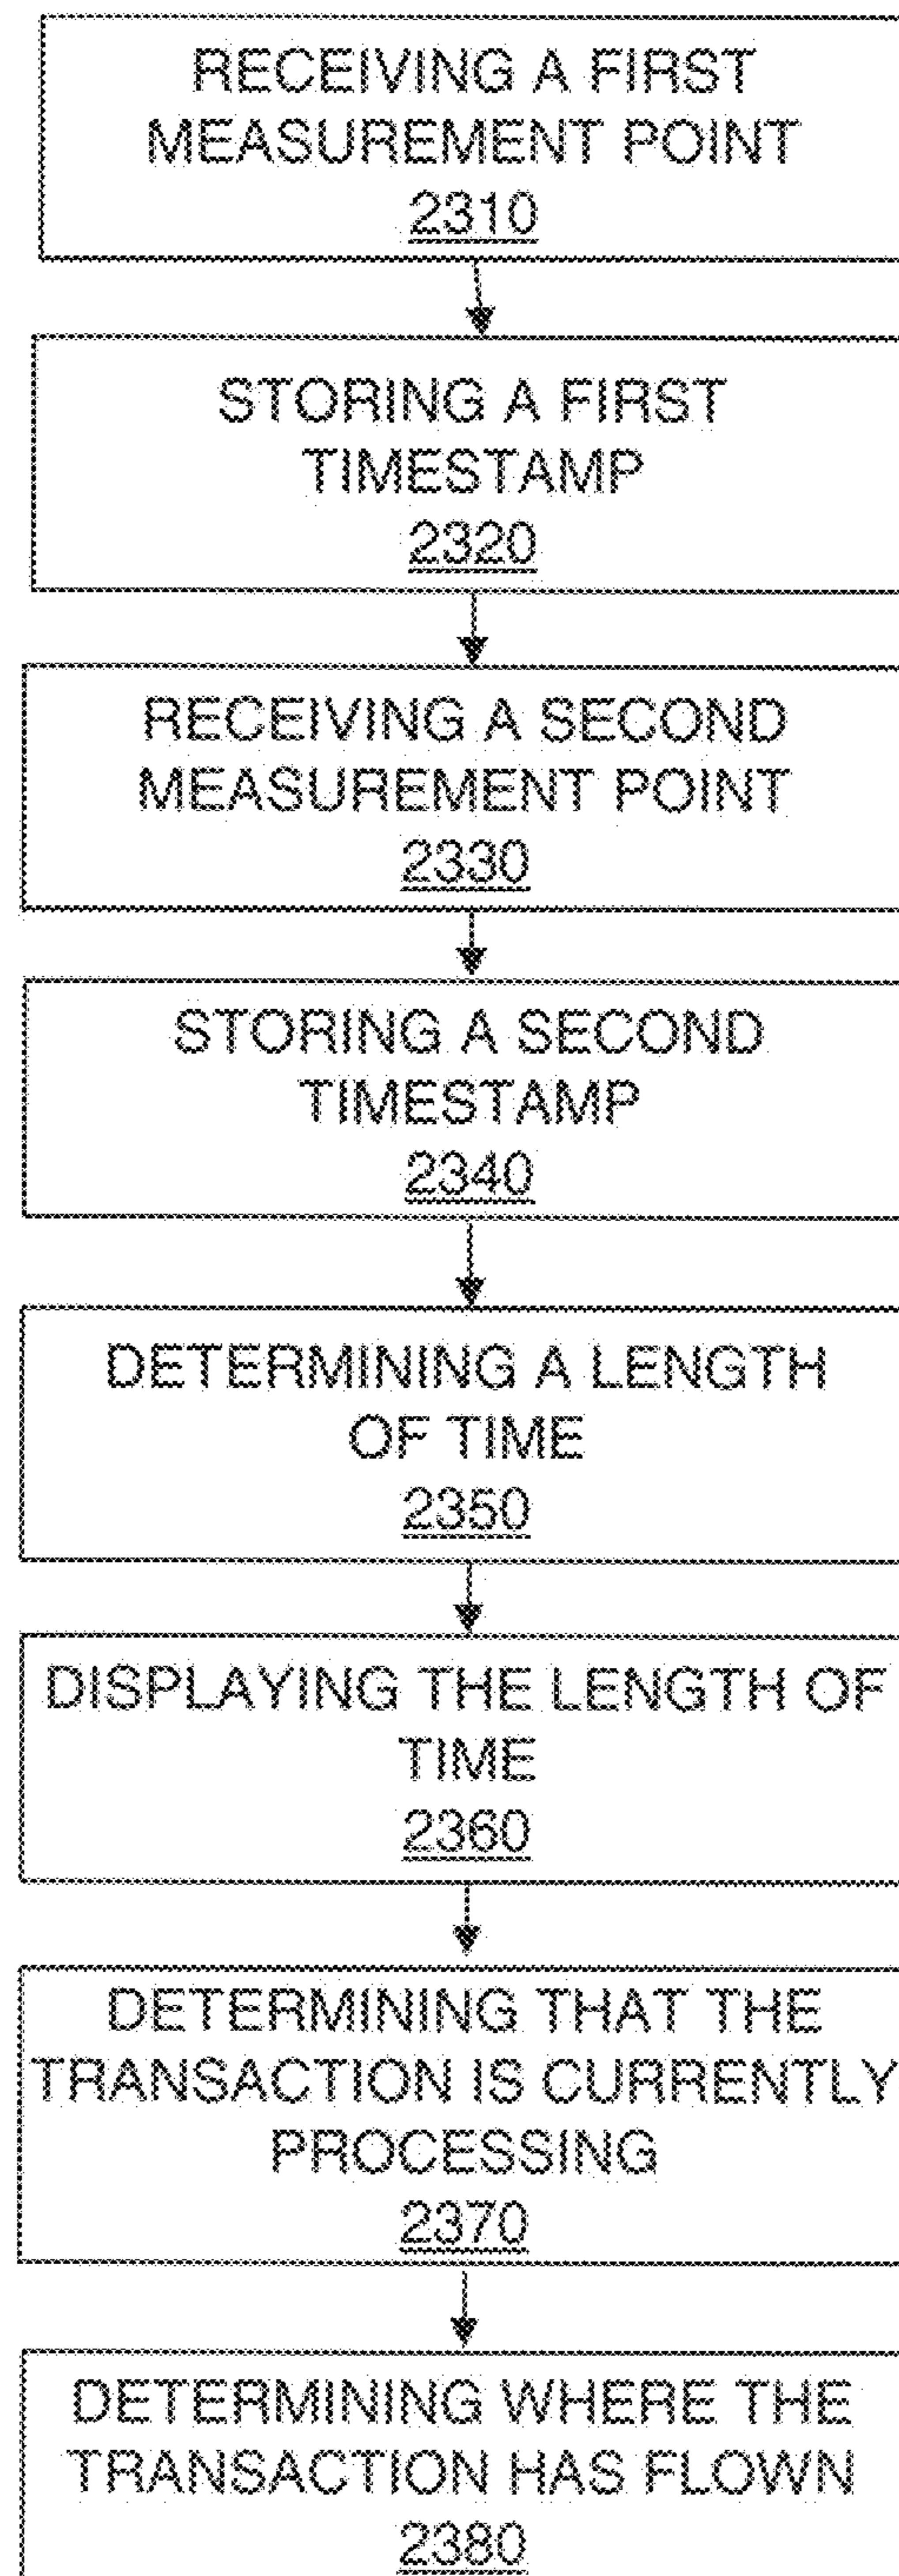 RECEIVING A FIRST
MEASUREMENT POINT
2310
STORING A FIRST
TIMESTAMP
2320
RECEIVING A SECOND
MEASUREMENT POINT
2330
STORING A SECOND
TIMESTAMP
2340
DETERMINING A LENGTH
OF TIME
2350
DISPLAYING THE LENGTH OF
TIME
2360
DETERMINING THAT THE
TRANSACTION IS CURRENTLY
PROCESSING
2370
DETERMINING WHERE THE
TRANSACTION HAS FLOWN
2380